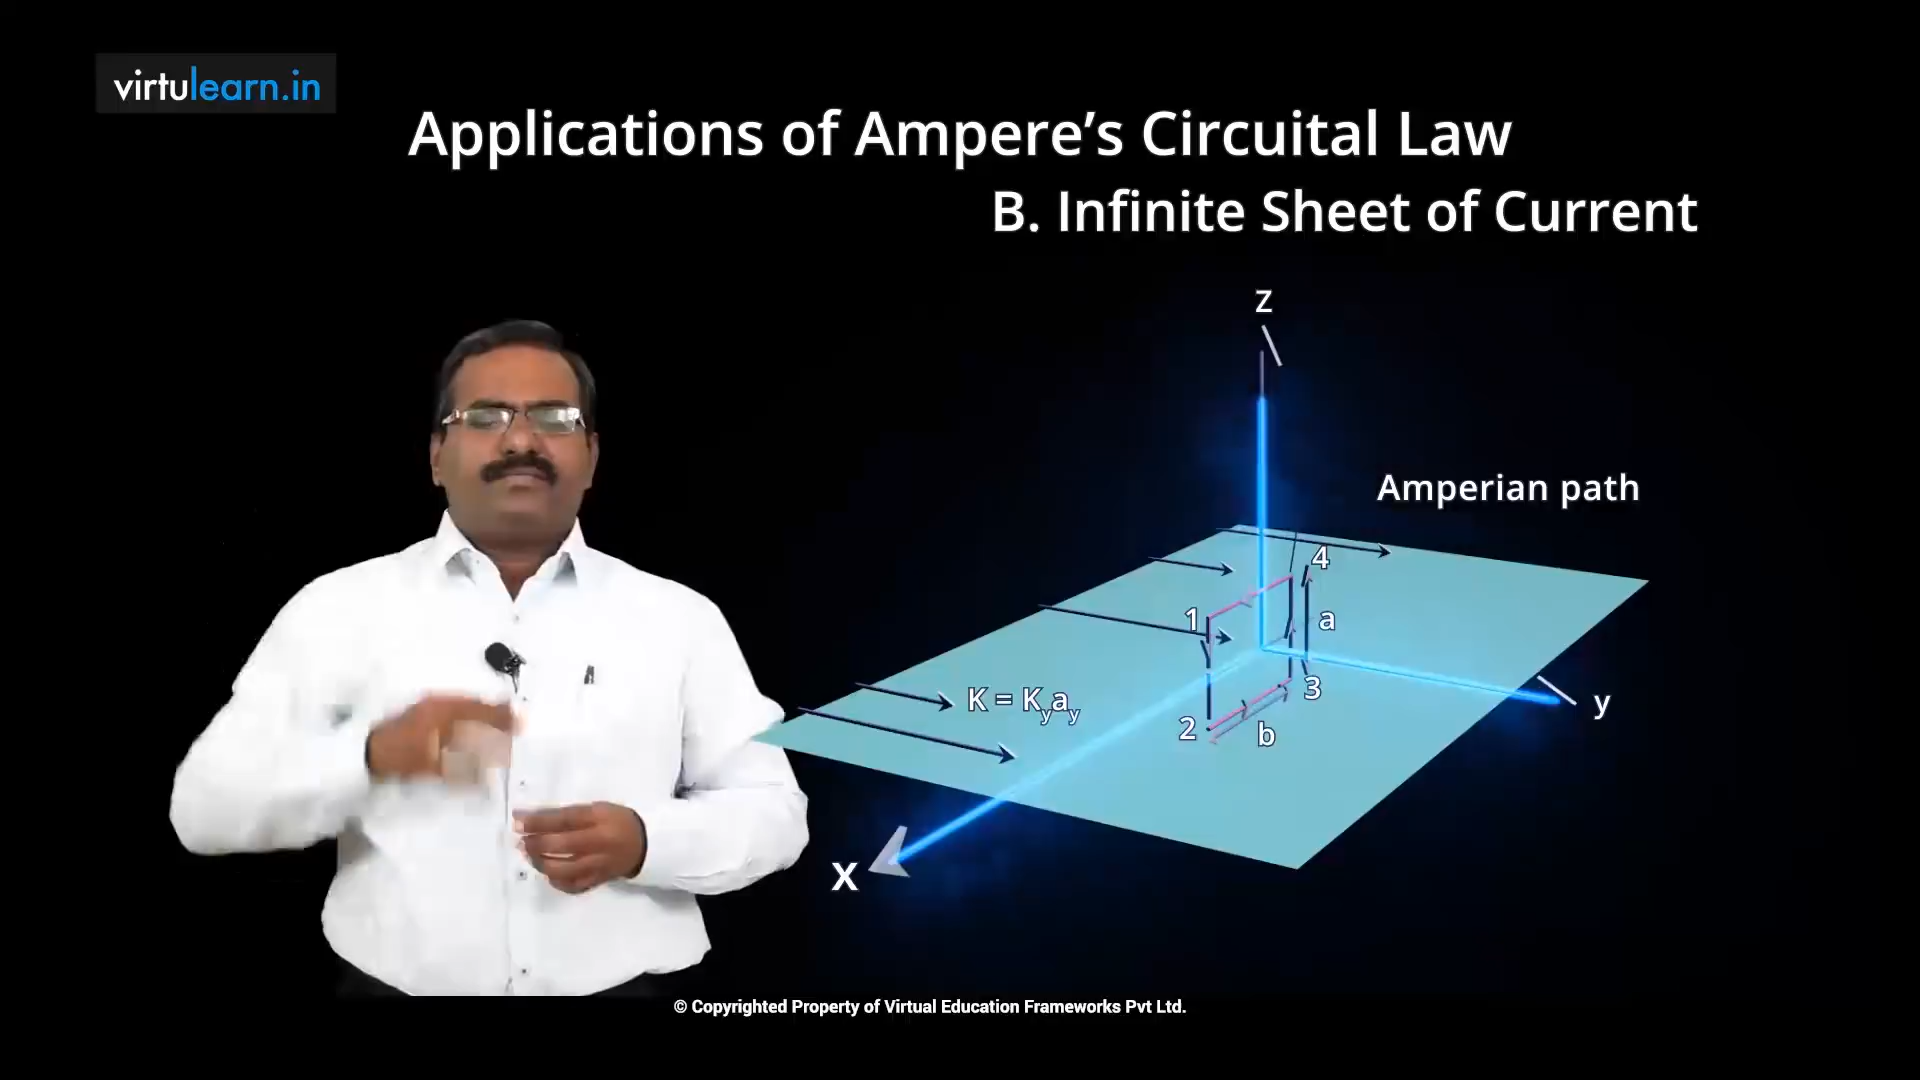 virtulearn.in
Applications of Ampere’s Circuital Law
B. Infinite Sheet of Current
z
Amperian path
4
1
a
3
K = Kyay
y
2
b
x
© Copyrighted Property of Virtual Education Frameworks Pvt Ltd.